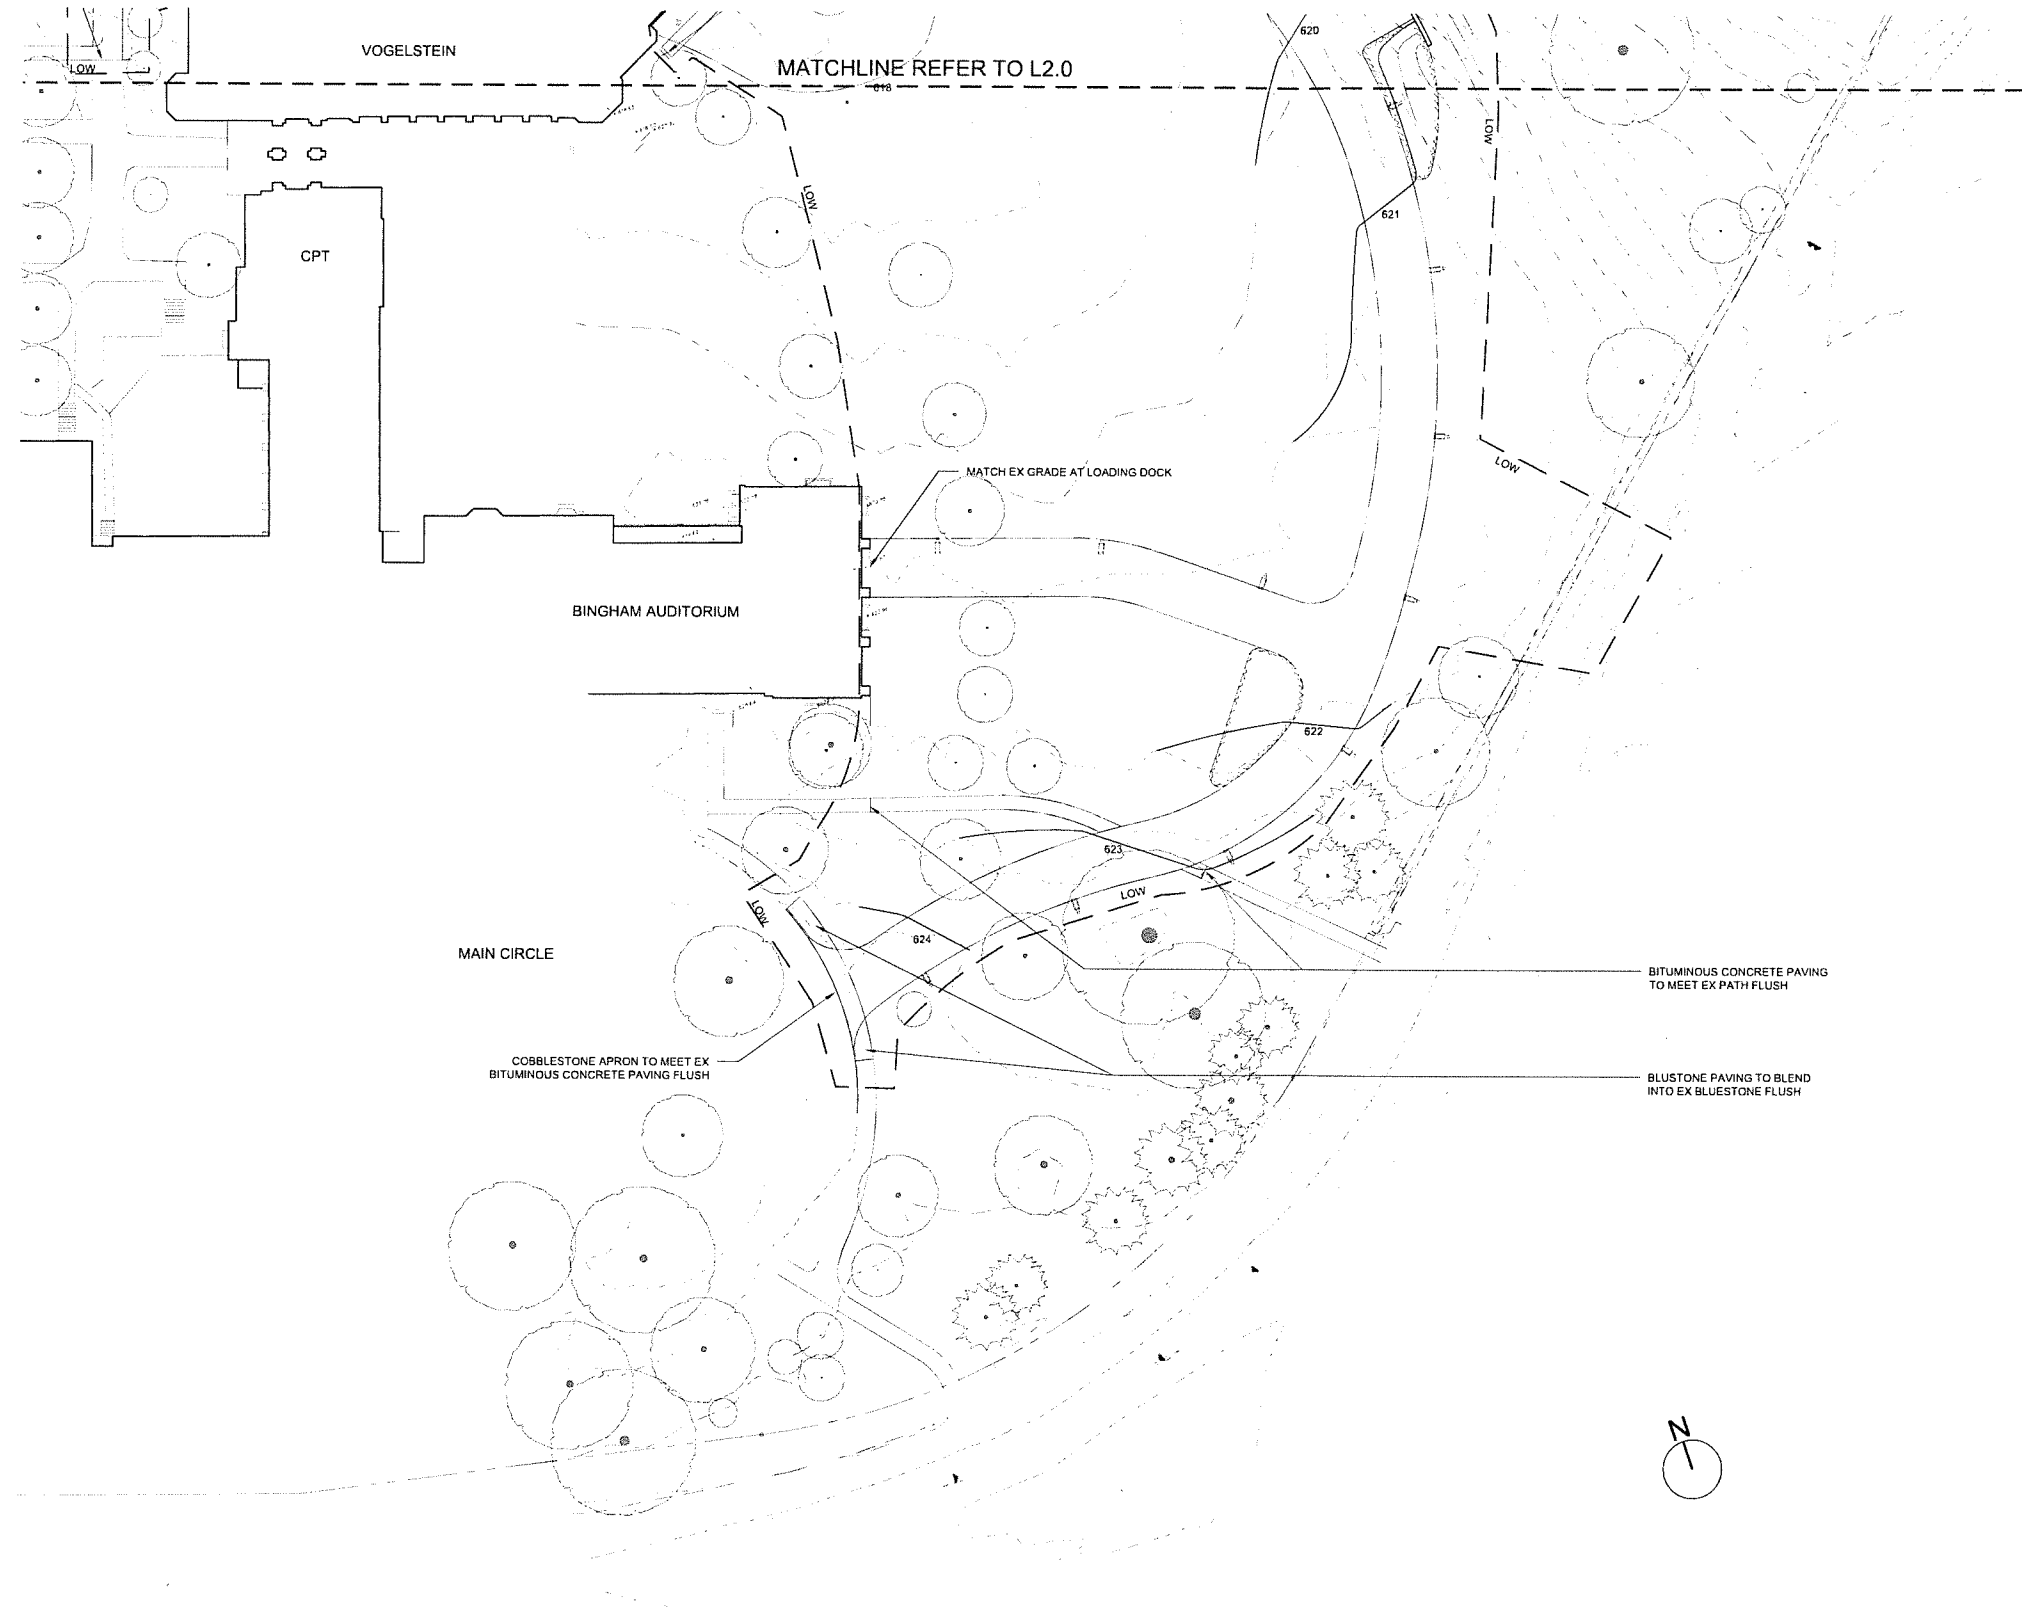 620
VOGELSTEIN
LOW
MATCHLINE REFER TO L2.0
618
LOW
LOW
621
CPT
LOW
MATCH EX GRADE AT LOADING DOCK
BINGHAM AUDITORIUM
622
623
LOW
LOW
624
MAIN CIRCLE
BITUMINOUS CONCRETE PAVING
TO MEET EX PATH FLUSH
COBBLESTONE APRON TO MEET EX
BITUMINOUS CONCRETE PAVING FLUSH
BLUSTONE PAVING TO BLEND
INTO EX BLUESTONE FLUSH
N